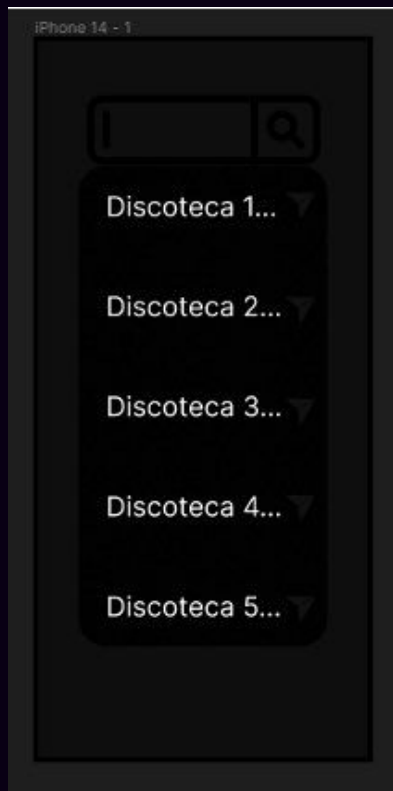 iPhone 14 - 1
Discoteca 1...
Discoteca 2...
Discoteca 3...
Discoteca 4...
Discoteca 5...